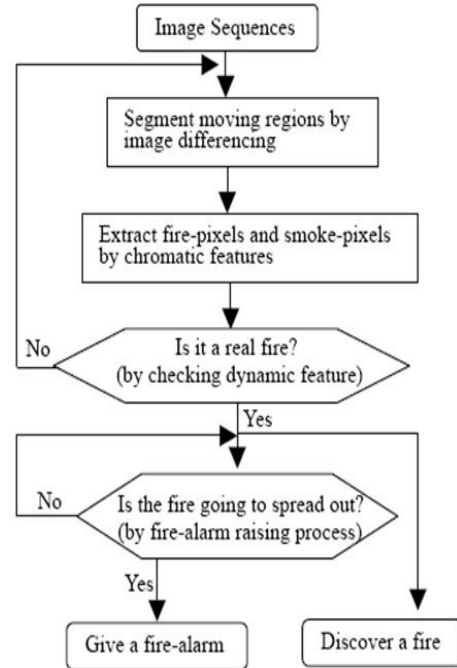 Image Sequences
Segment moving regions by
image differencing
Extract fire-pixels and smoke-pixels
by chromatic features
No
Is it a real fire?
(by checking dynamic feature)
Yes
No
Is the fire going to spread out?
(by fire-alarm raising process)
Yes
Give a fire-alarm
Discover a fire